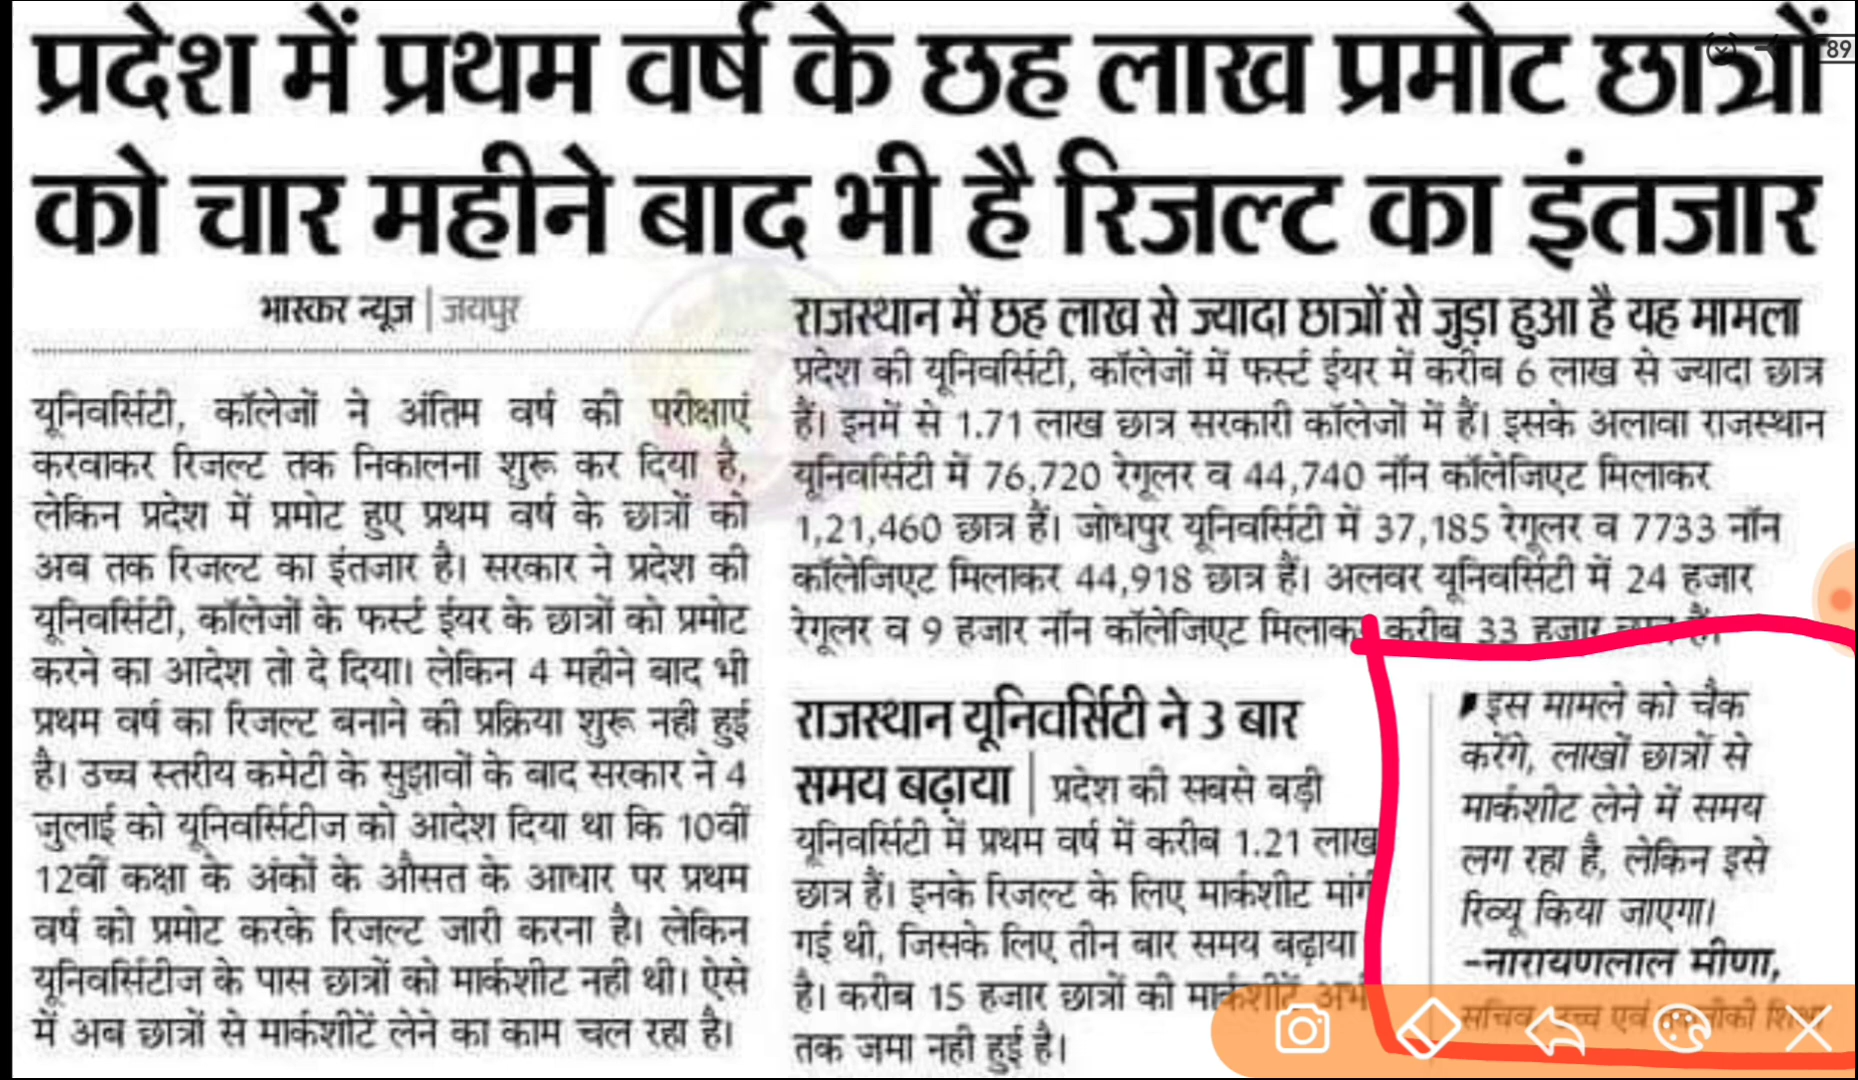 प्रदेश में प्रथम वर्ष के छह लाख प्रमोट छात्रों
को चार महीने बाद भी है रिजल्ट का इंतजार
89
भास्कर न्यूज | जयपुर
यूनिवर्सिटी, कॉलेजों ने अंतिम वर्ष की परीक्षाएं
करवाकर रिजल्ट तक निकालना शुरू कर दिया है,
लेकिन प्रदेश में प्रमोट हुए प्रथम वर्ष के छात्रों को
अब तक रिजल्ट का इंतजार है। सरकार ने प्रदेश की
यूनिवर्सिटी, कॉलेजों के फर्स्ट ईयर के छात्रों को प्रमोट
करने का आदेश तो दे दिया। लेकिन 4 महीने बाद भी
प्रथम वर्ष का रिजल्ट बनाने की प्रक्रिया शुरू नही हुई
है। उच्च स्तरीय कमेटी के सुझावों के बाद सरकार ने 4
जुलाई को यूनिवर्सिटीज को आदेश दिया था कि 10वीं
12वीं कक्षा के अंकों के औसत के आधार पर प्रथम
वर्ष को प्रमोट करके रिजल्ट जारी करना है। लेकिन
यूनिवर्सिटीज के पास छात्रों को मार्कशीट नही थी। ऐसे
में अब छात्रों से मार्कशीटें लेने का काम चल रहा है।
राजस्थान में छह लाख से ज्यादा छात्रों से जुड़ा हुआ है यह मामला
प्रदेश की यूनिवर्सिटी, कॉलेजों में फर्स्ट ईयर में करीब 6 लाख से ज्यादा छात्र
हैं। इनमें से 1.71 लाख छात्र सरकारी कॉलेजों में हैं। इसके अलावा राजस्थान
यूनिवर्सिटी में 76,720 रेगूलर व 44,740 नॉन कॉलेजिएट मिलाकर
1,21,460 छात्र हैं। जोधपुर यूनिवर्सिटी में 37,185 रेगूलर व 7733 नॉन
कॉलेजिएट मिलाकर 44,918 छात्र हैं। अलवर यूनिवर्सिटी में 24 हजार
रेगूलर व 9 हजार नॉन कॉलेजिएट मिलाकर करीब 33 हजार छात्र हैं।
राजस्थान यूनिवर्सिटी ने 3 बार
समय बढ़ाया | प्रदेश की सबसे बड़ी
यूनिवर्सिटी में प्रथम वर्ष में करीब 1.21 लाख
छात्र हैं। इनके रिजल्ट के लिए मार्कशीट मांगी
गई थी, जिसके लिए तीन बार समय बढ़ाया
है। करीब 15 हजार छात्रों की मार्कशीटें अभी
तक जमा नही हुई है।
इस मामले को चैक
करेंगे, लाखों छात्रों से
मार्कशीट लेने में समय
लग रहा है, लेकिन इसे
रिव्यू किया जाएगा।
-नारायणलाल मीणा,
सचिव उच्च एवं शिक्षा